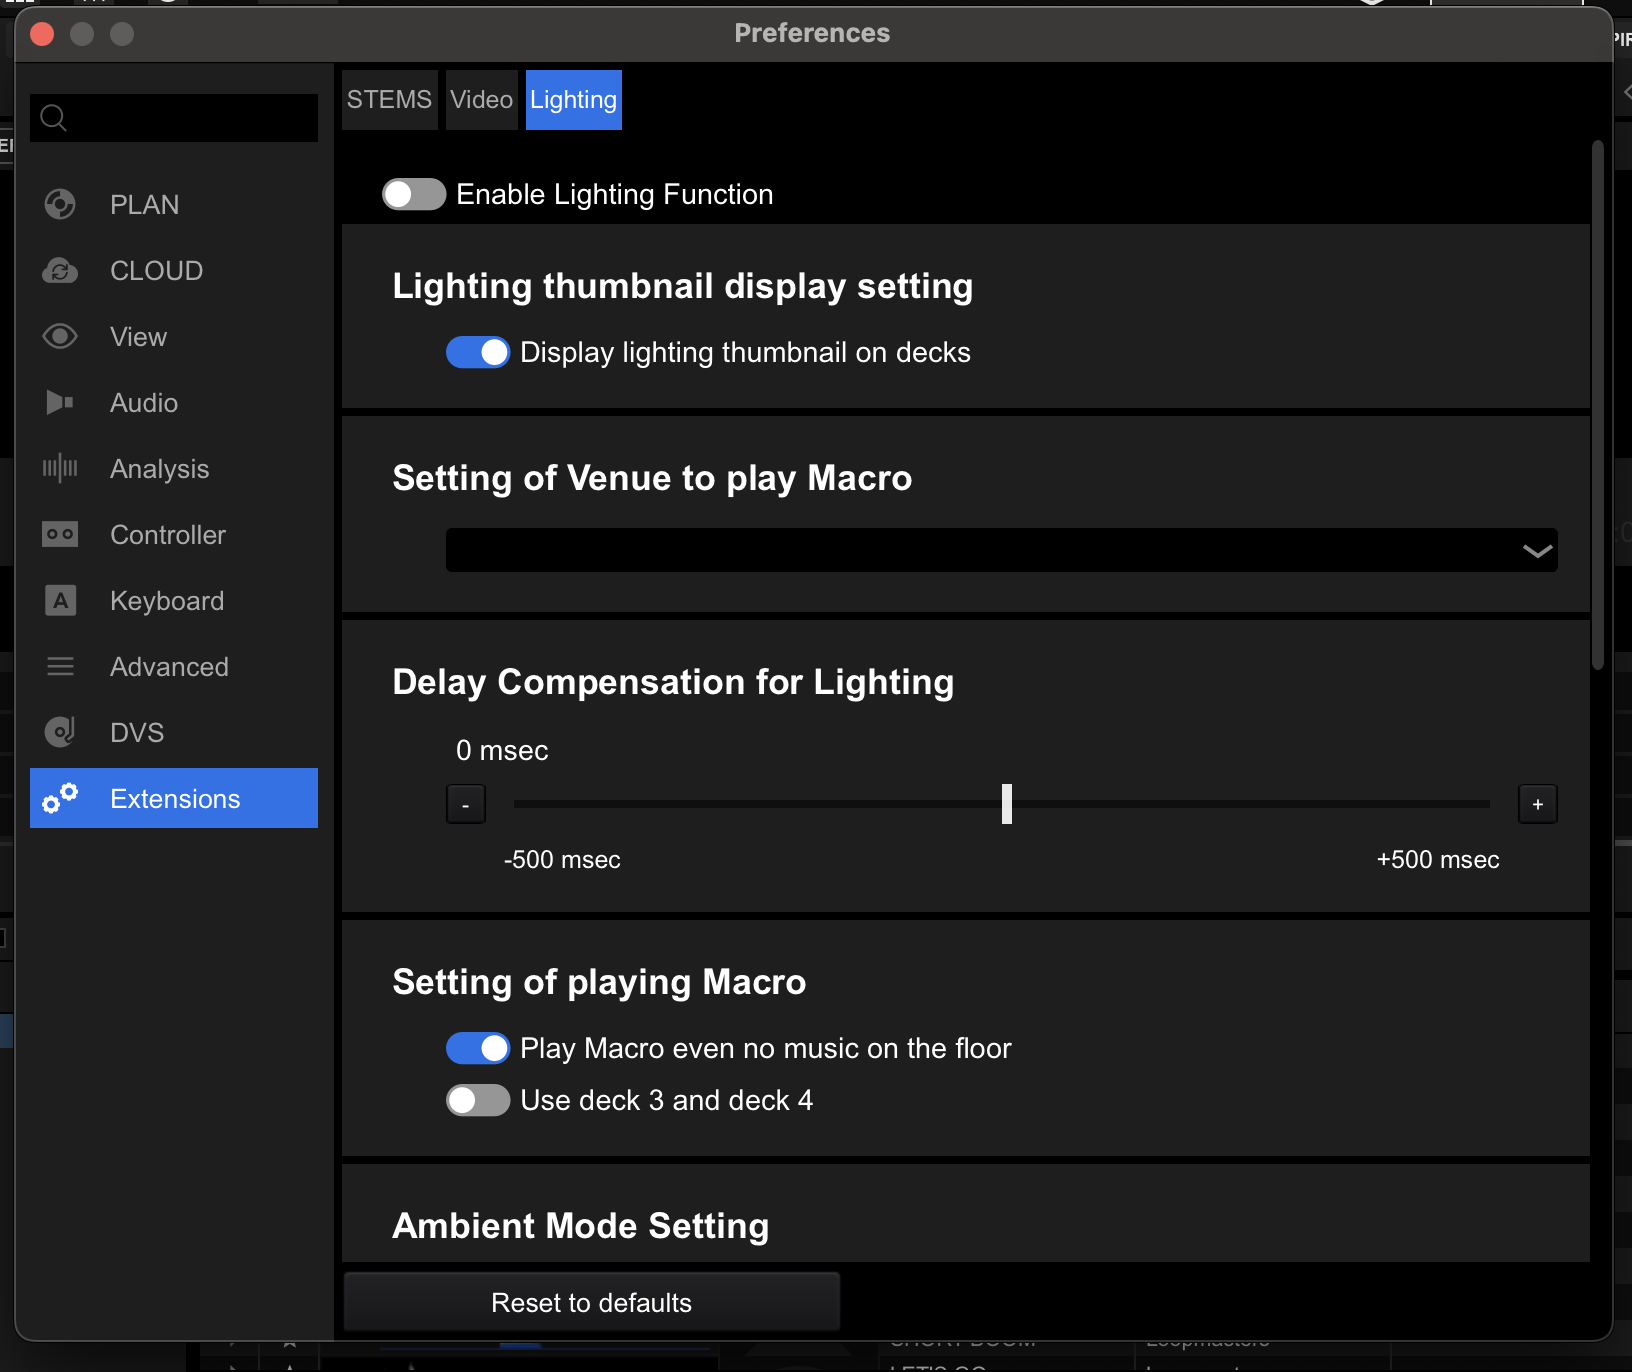 Preferences
STEMS Video Lighting
PLAN
CLOUD
View
Audio
Analysis
Controller
A Keyboard
Advanced
DVS
Extensions
Enable Lighting Function
Lighting thumbnail display setting
Display lighting thumbnail on decks
Setting of Venue to play Macro
Delay Compensation for Lighting
0 msec
- +
-500 msec +500 msec
Setting of playing Macro
Play Macro even no music on the floor
Use deck 3 and deck 4
Ambient Mode Setting
Reset to defaults